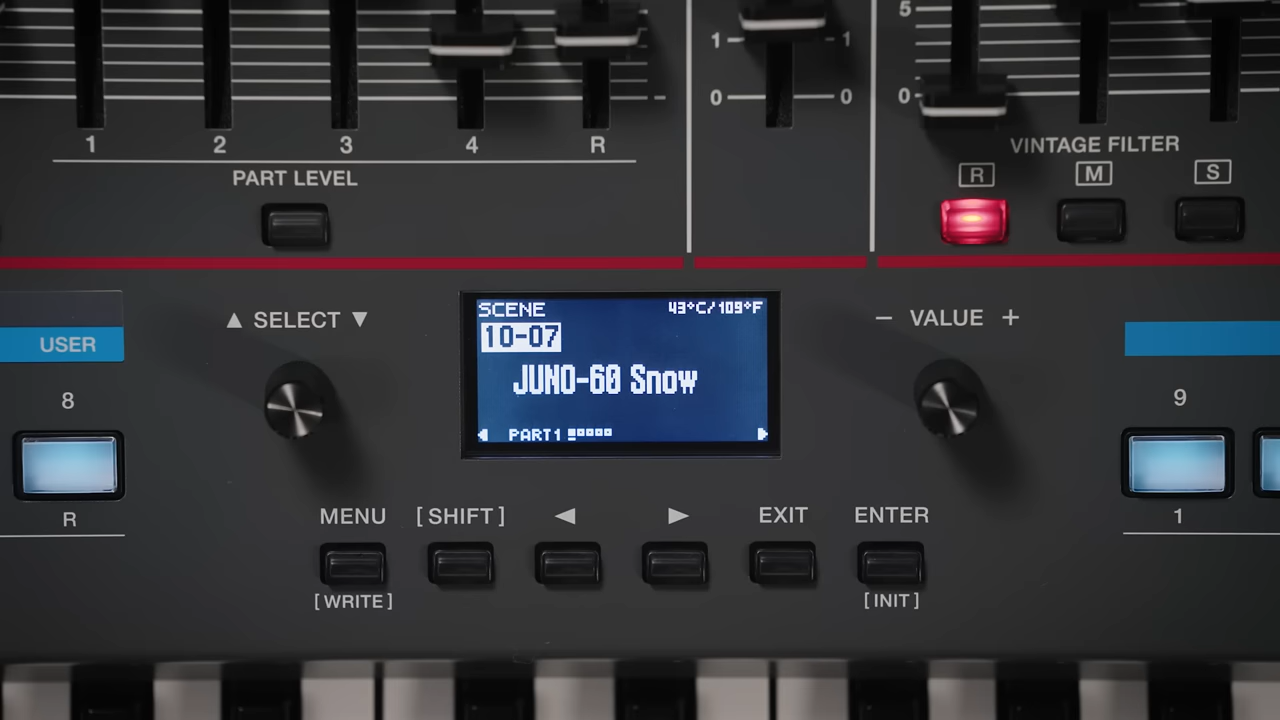 5
1 1
0 0
0
1 2 3 4 R
PART LEVEL
VINTAGE FILTER
R M S
USER
8
R
▲ SELECT ▼
SCENE 43°C/109°F
10-07
JUNO-60 Snow
PART1
− VALUE +
9
1
MENU [SHIFT] ◀ ▶ EXIT ENTER
[WRITE] [INIT]